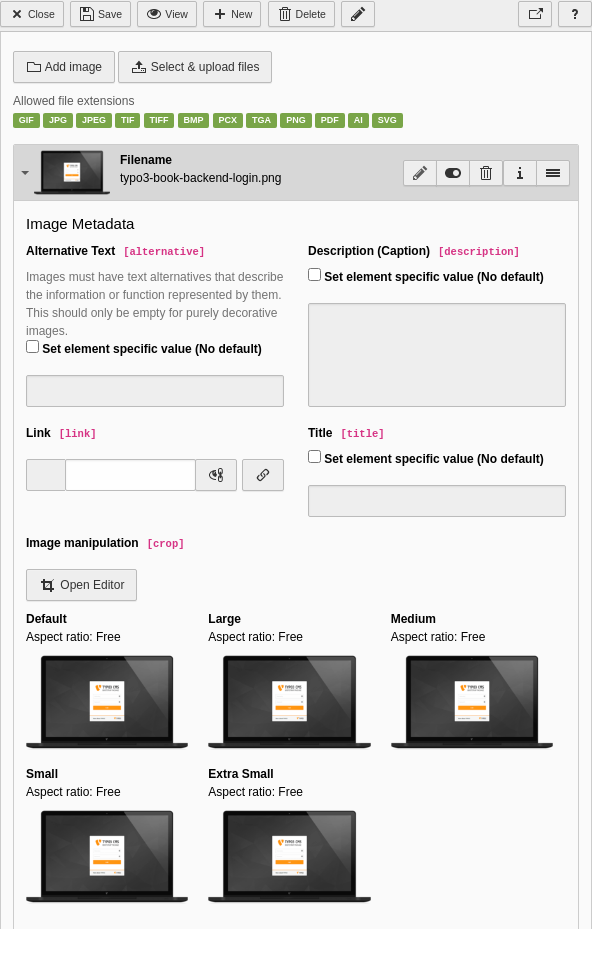 Close Save View New Delete ?
Add image Select & upload files
Allowed file extensions
GIF JPG JPEG TIF TIFF BMP PCX TGA PNG PDF AI SVG
Filename
typo3-book-backend-login.png
Image Metadata
Alternative Text [alternative]
Images must have text alternatives that describe
the information or function represented by them.
This should only be empty for purely decorative
images.
Set element specific value (No default)
Description (Caption) [description]
Set element specific value (No default)
Link [link]
Title [title]
Set element specific value (No default)
Image manipulation [crop]
Open Editor
Default
Aspect ratio: Free
Large
Aspect ratio: Free
Medium
Aspect ratio: Free
Small
Aspect ratio: Free
Extra Small
Aspect ratio: Free